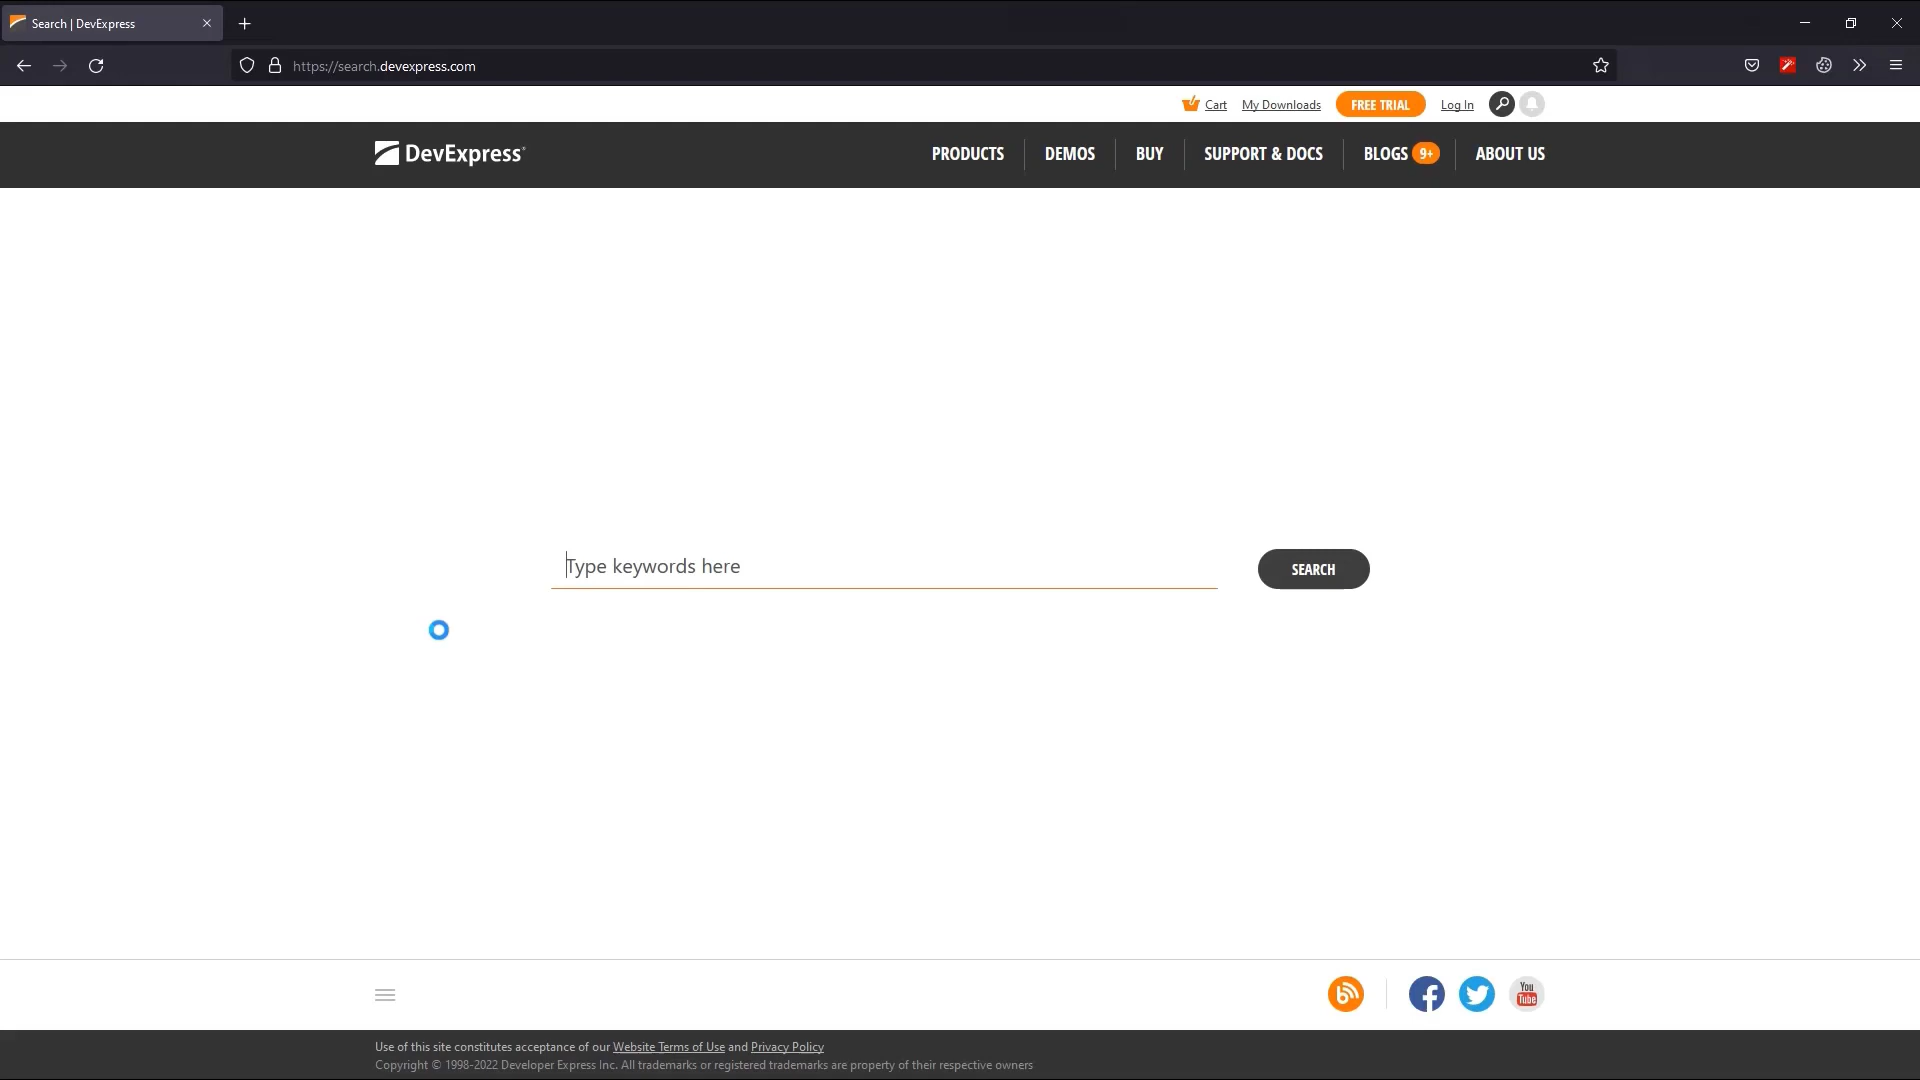 Search | DevExpress
https://search.devexpress.com
Cart
My Downloads
FREE TRIAL
Log In
DevExpress
PRODUCTS
DEMOS
BUY
SUPPORT & DOCS
BLOGS 9+
ABOUT US
Type keywords here
SEARCH
You
Tube
Use of this site constitutes acceptance of our Website Terms of Use and Privacy Policy
Copyright © 1998-2022 Developer Express Inc. All trademarks or registered trademarks are property of their respective owners